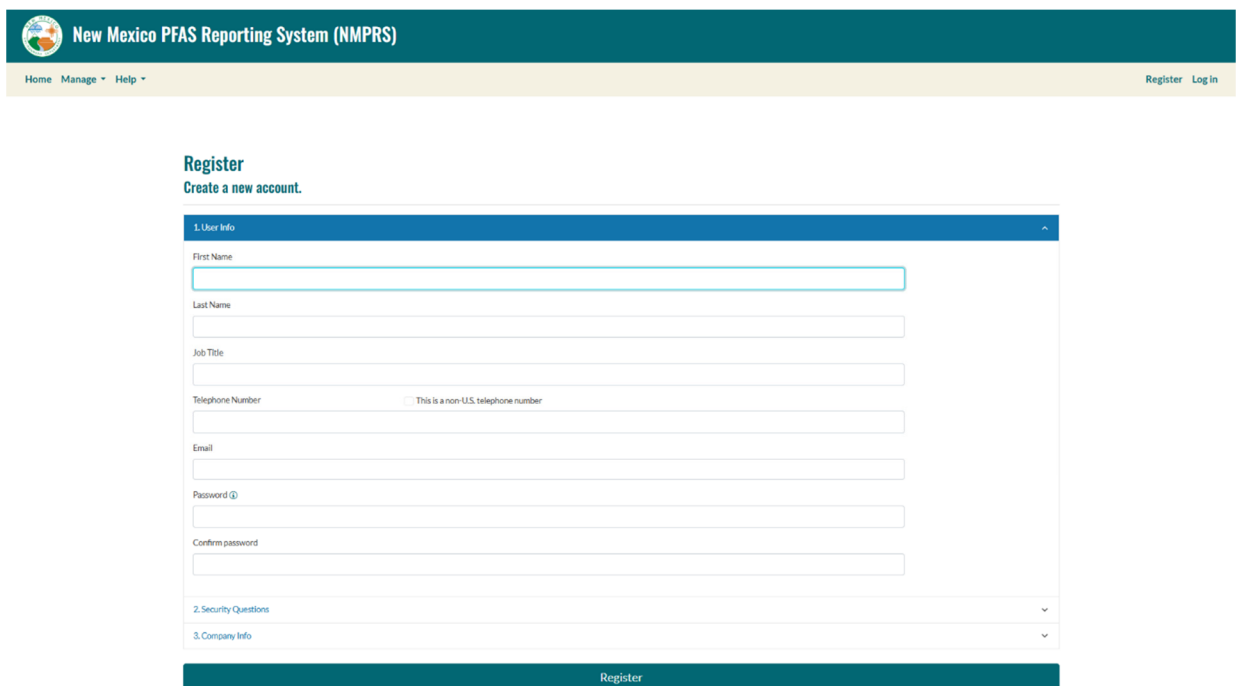 New Mexico PFAS Reporting System (NMPRS)
Home Manage Help Register Log in
Register
Create a new account.
1. User Info
First Name
Last Name
Job Title
Telephone Number This is a non-U.S. telephone number
Email
Password
Confirm password
2. Security Questions
3. Company Info
Register